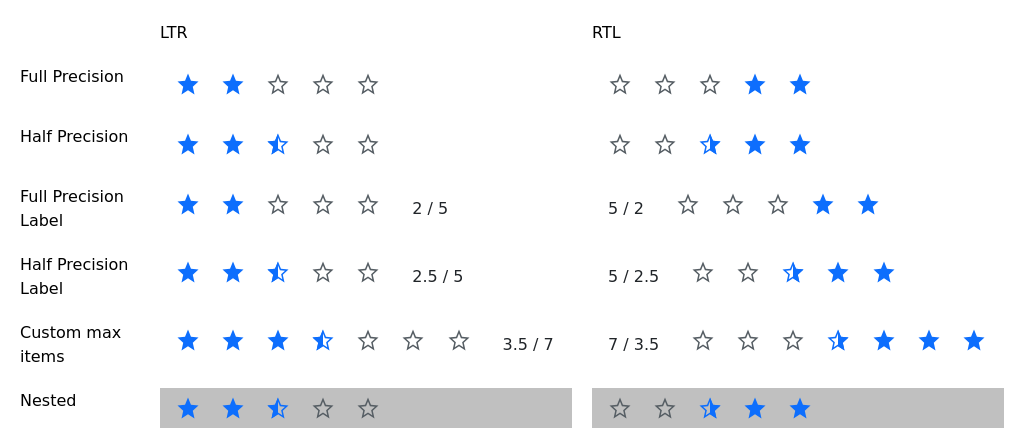 LTR
RTL
Full Precision
Half Precision
Full Precision
Label
2 / 5
5 / 2
Half Precision
Label
2.5 / 5
5 / 2.5
Custom max
items
3.5 / 7
7 / 3.5
Nested